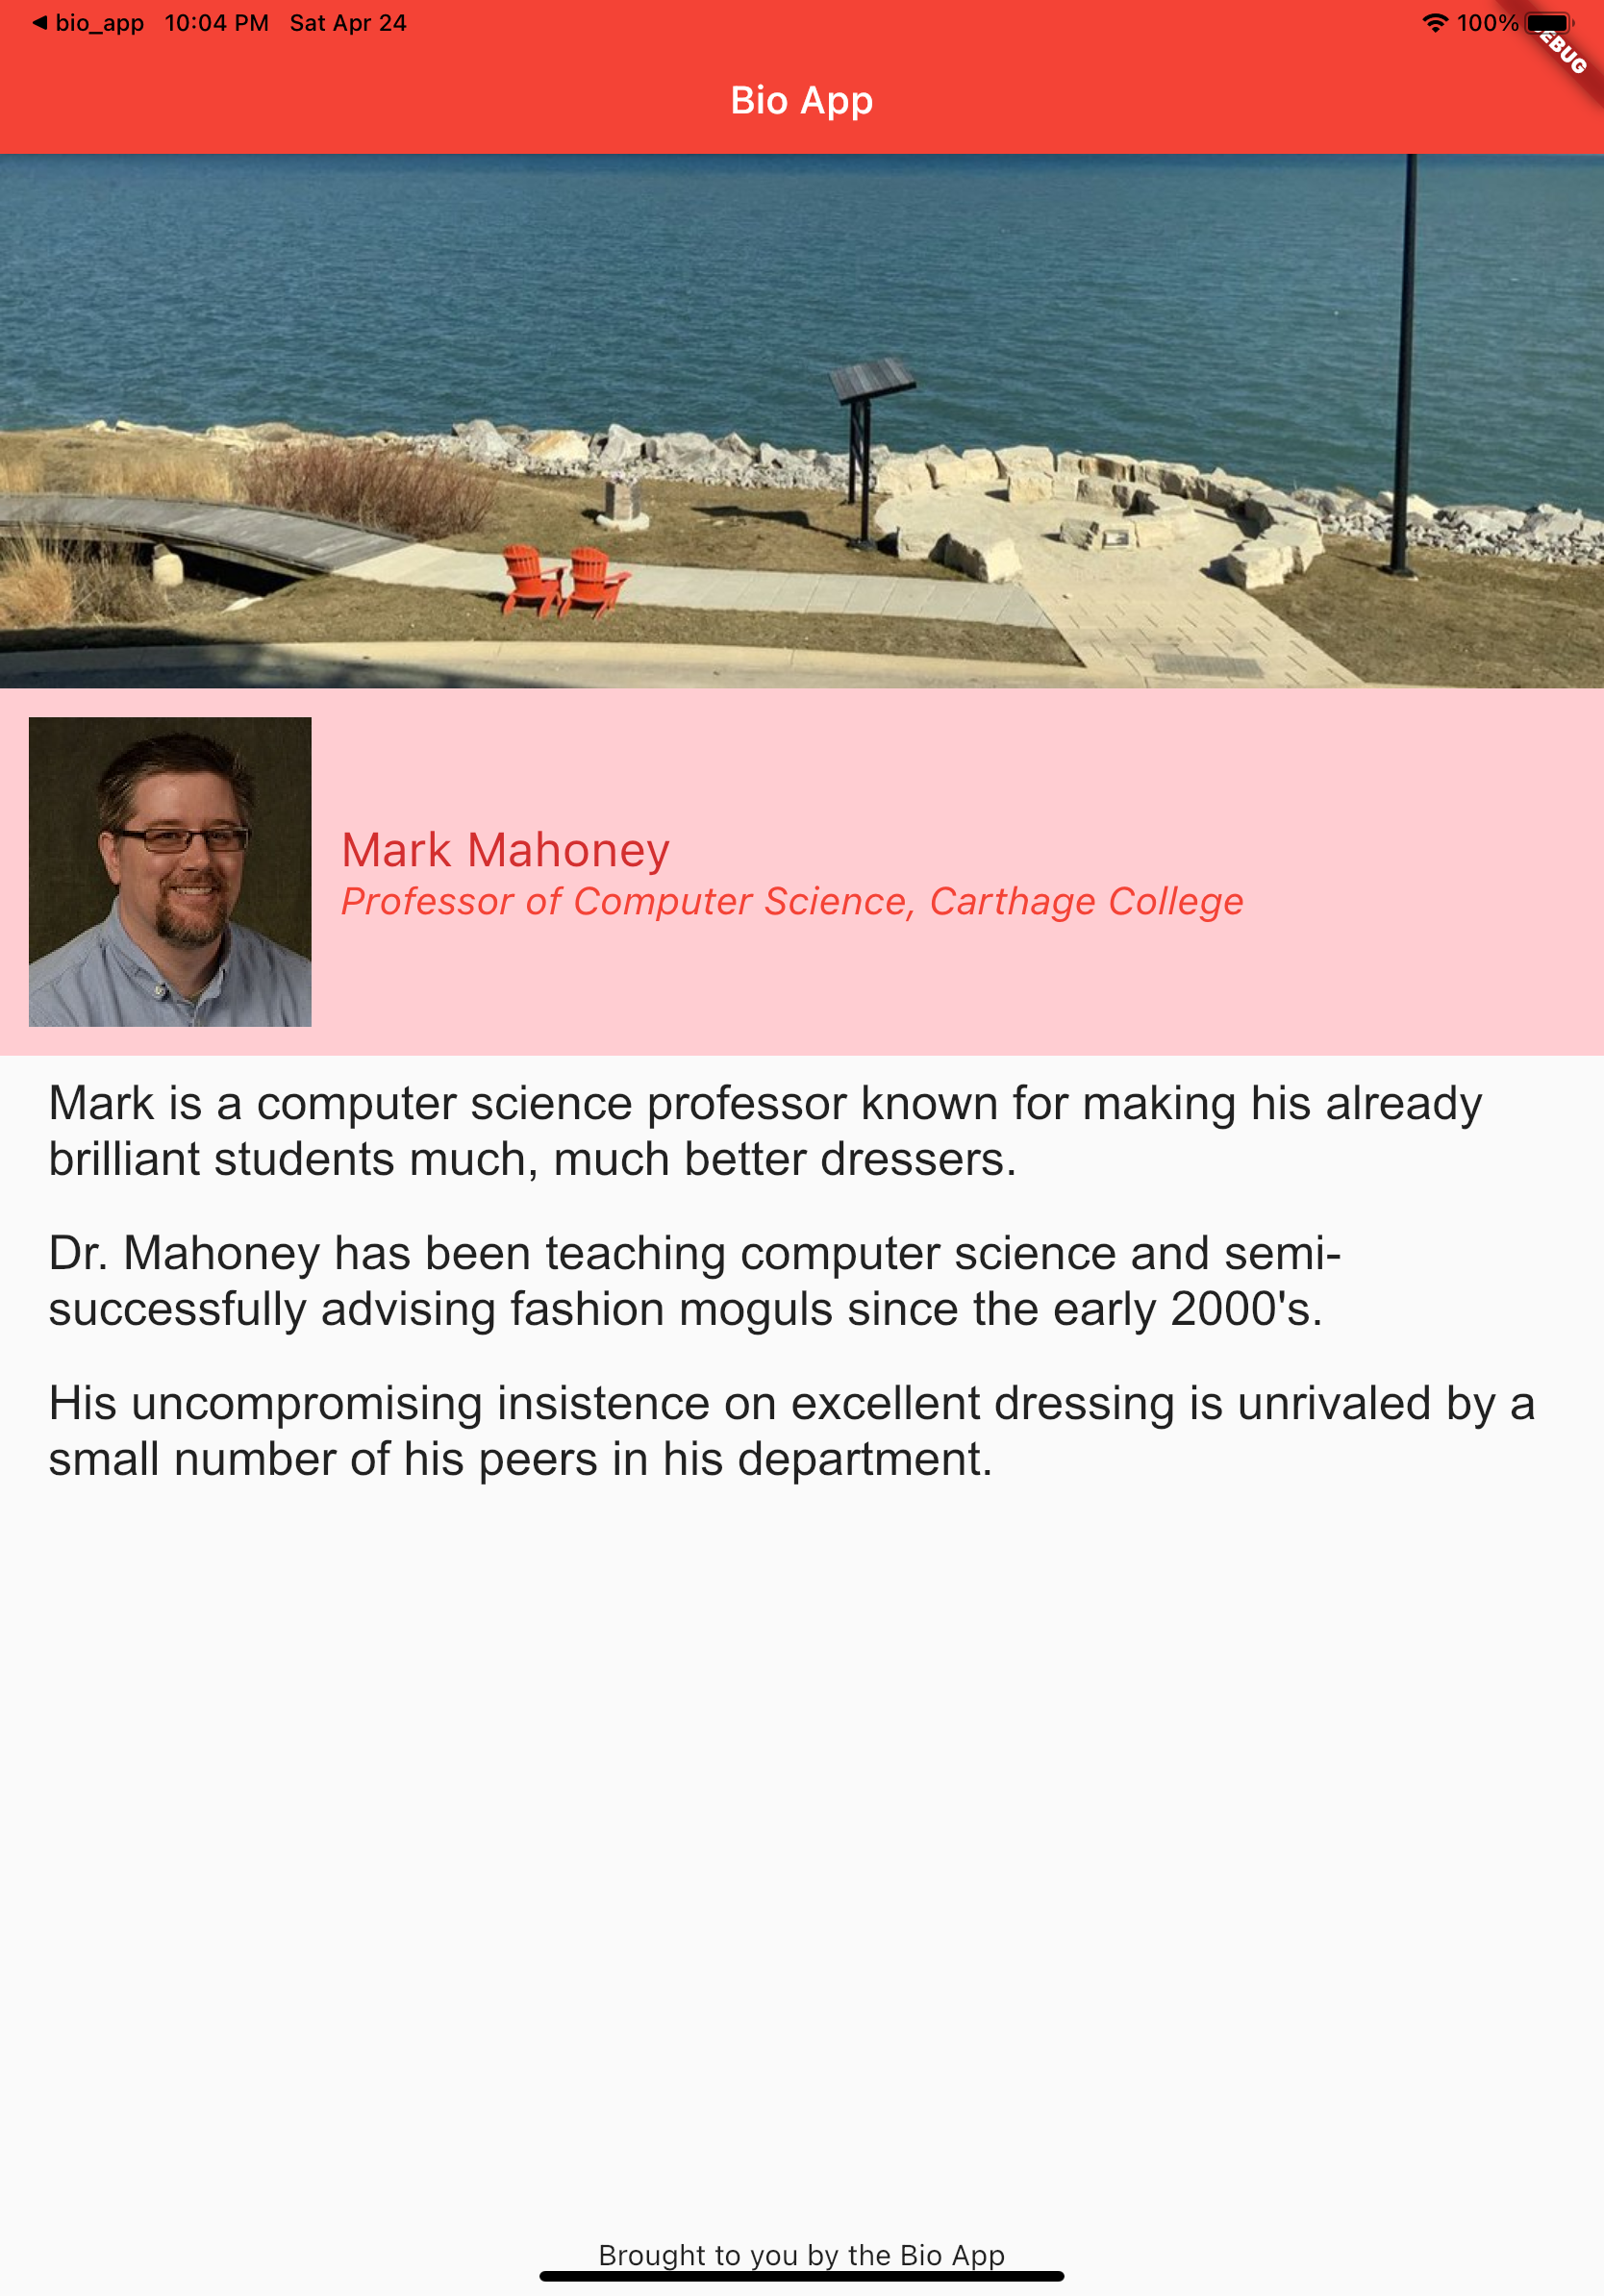 bio_app 10:04 PM Sat Apr 24 100%
EBUG
Bio App
Mark Mahoney
Professor of Computer Science, Carthage College
Mark is a computer science professor known for making his already
brilliant students much, much better dressers.
Dr. Mahoney has been teaching computer science and semi-
successfully advising fashion moguls since the early 2000's.
His uncompromising insistence on excellent dressing is unrivaled by a
small number of his peers in his department.
Brought to you by the Bio App